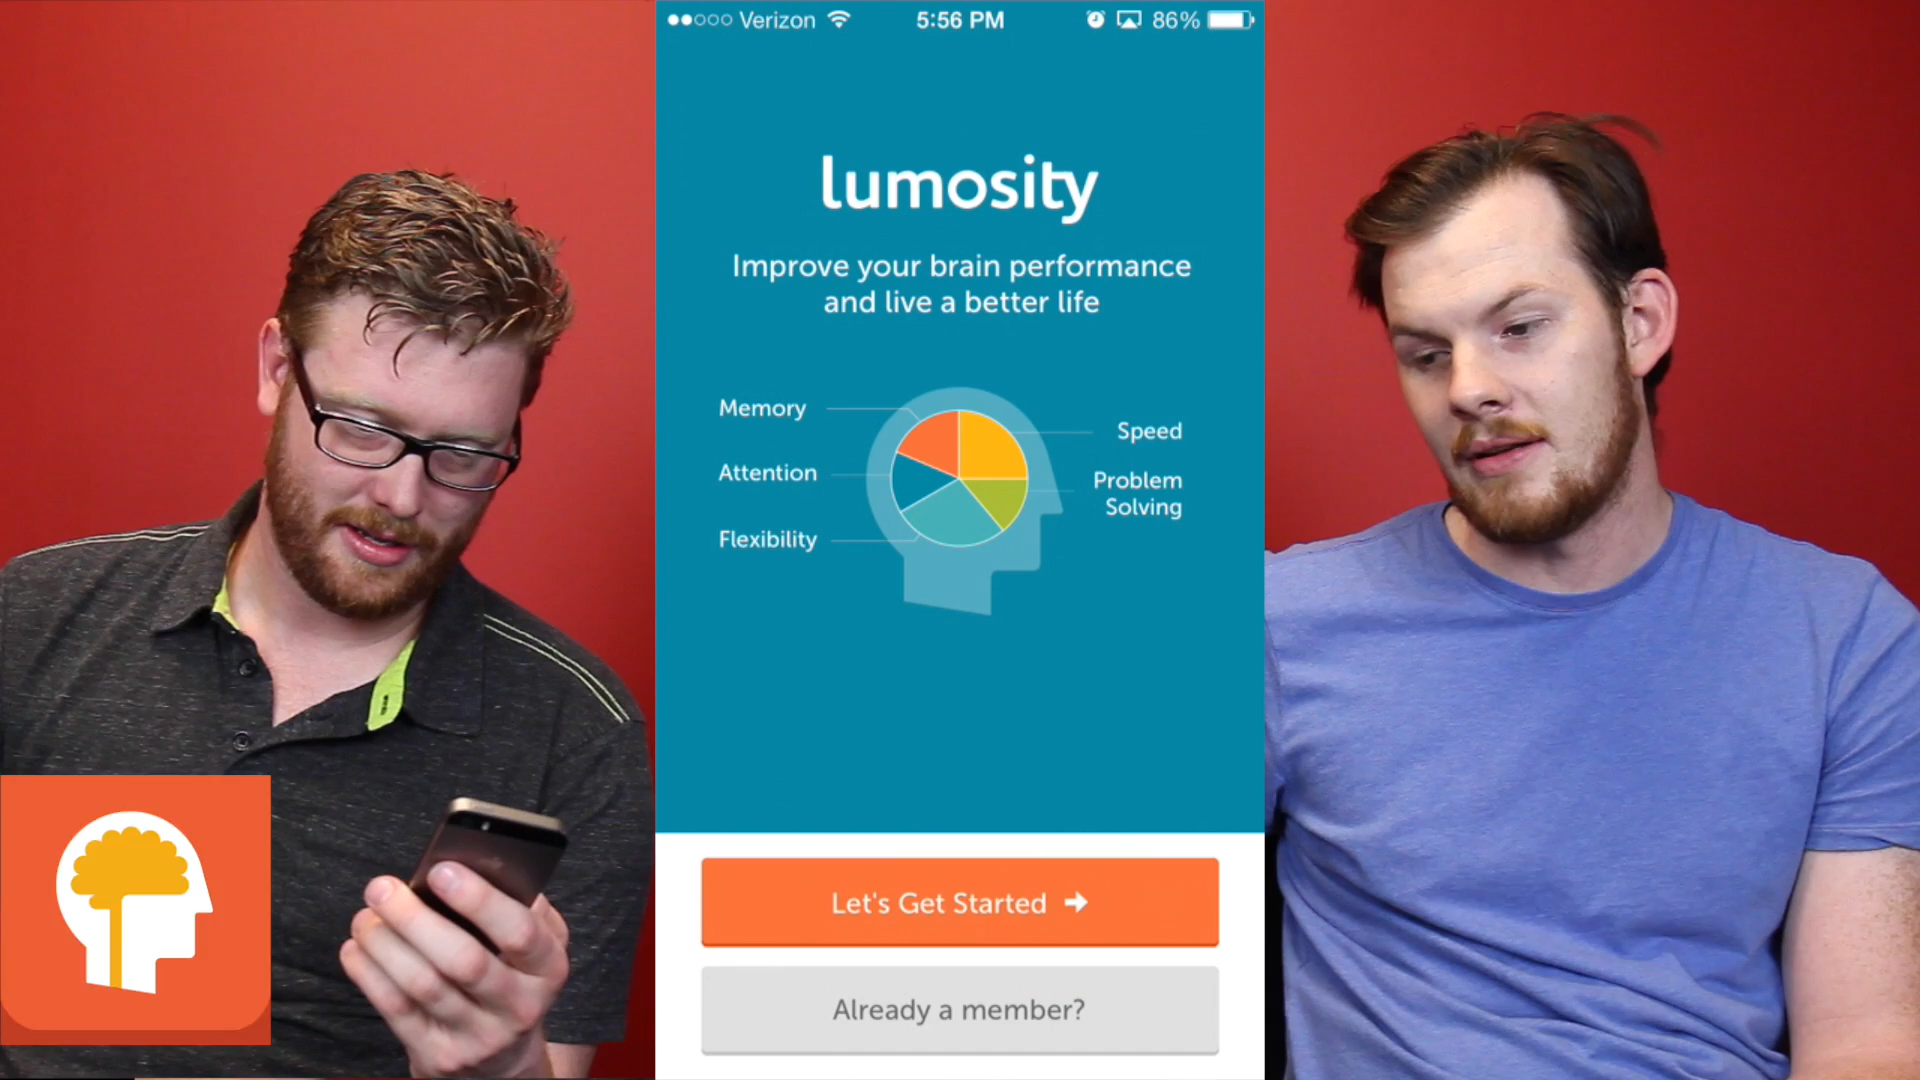 Verizon 5:56 PM 86%
lumosity
Improve your brain performance
and live a better life
Memory
Speed
Attention
Problem
Solving
Flexibility
Let's Get Started
Already a member?